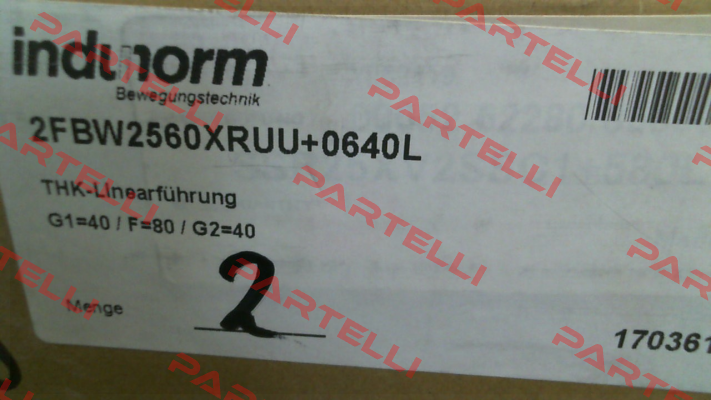 indunorm
Bewegungstechnik
2FBW2560XRUU+0640L
THK-Linearführung
G1=40 / F=80 / G2=40
Menge 2
170361
PARTELLI
PARTELLI
PARTELLI
PARTELLI
PARTELLI
PARTELLI
PARTELLI
PARTELLI